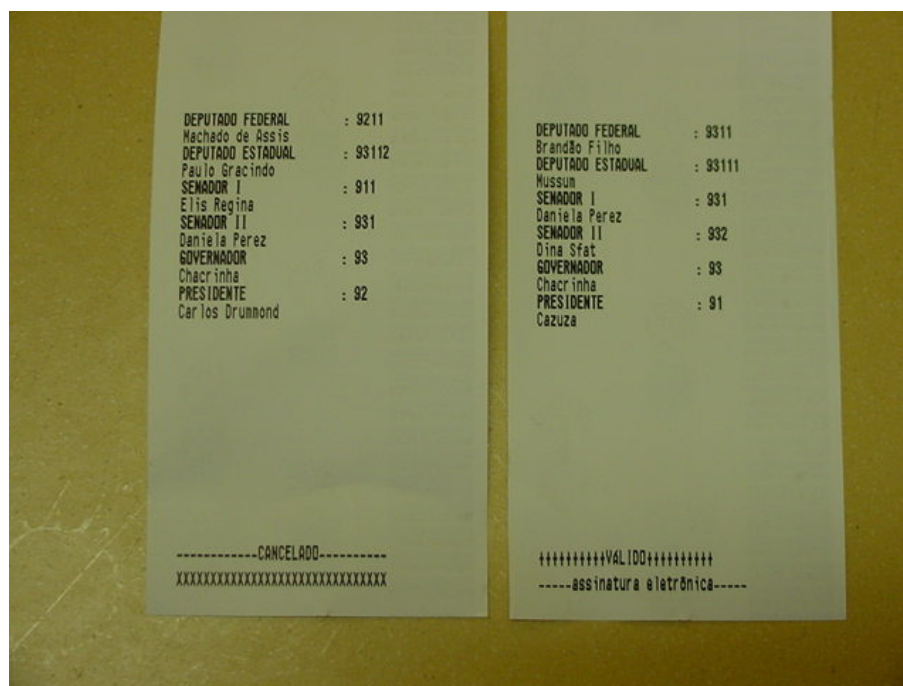 DEPUTADO FEDERAL : 9211
Machado de Assis
DEPUTADO ESTADUAL : 93112
Paulo Gracindo
SENADOR I : 911
Elis Regina
SENADOR II : 931
Daniela Perez
GOVERNADOR : 93
Chacrinha
PRESIDENTE : 92
Carlos Drummond
------------CANCELADO----------
XXXXXXXXXXXXXXXXXXXXXXXXXXXXXXX
DEPUTADO FEDERAL : 9311
Brandão Filho
DEPUTADO ESTADUAL : 93111
Mussum
SENADOR I : 931
Daniela Perez
SENADOR II : 932
Dina Sfat
GOVERNADOR : 93
Chacrinha
PRESIDENTE : 91
Cazuza
++++++++++VALIDO++++++++++
-----assinatura eletrônica-----